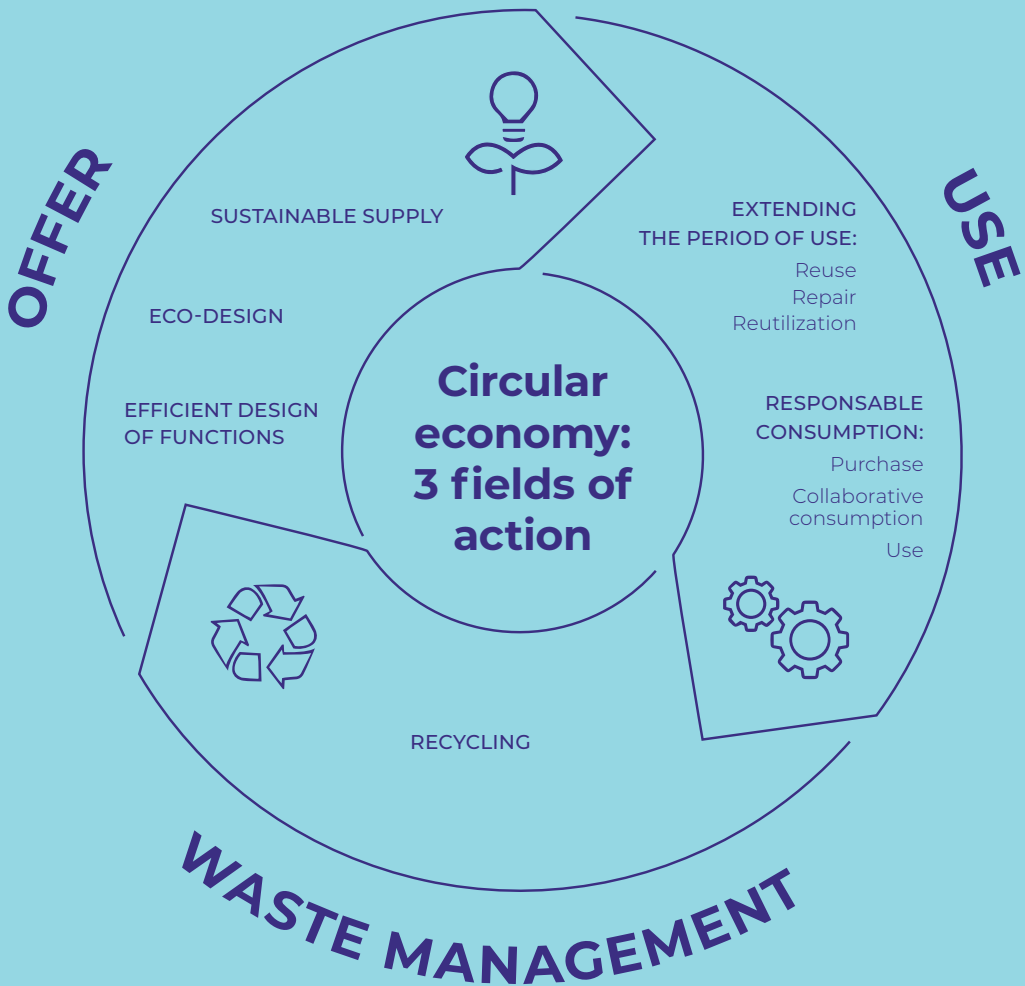 Circular
economy:
3 fields of
action
OFFER
SUSTAINABLE SUPPLY
ECO-DESIGN
EFFICIENT DESIGN
OF FUNCTIONS
USE
EXTENDING
THE PERIOD OF USE:
Reuse
Repair
Reutilization
RESPONSABLE
CONSUMPTION:
Purchase
Collaborative
consumption
Use
RECYCLING
WASTE MANAGEMENT